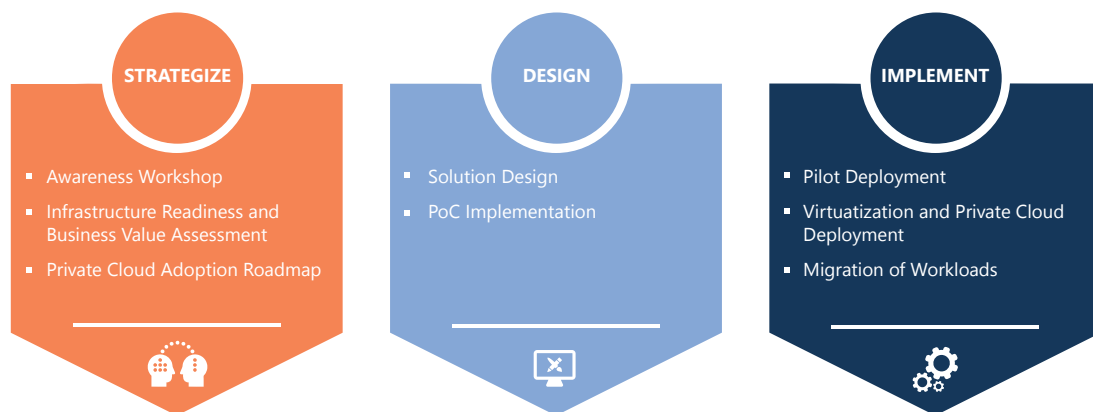 STRATEGIZE
Awareness Workshop
Infrastructure Readiness and
Business Value Assessment
Private Cloud Adoption Roadmap
DESIGN
Solution Design
PoC Implementation
IMPLEMENT
Pilot Deployment
Virtuatization and Private Cloud
Deployment
Migration of Workloads